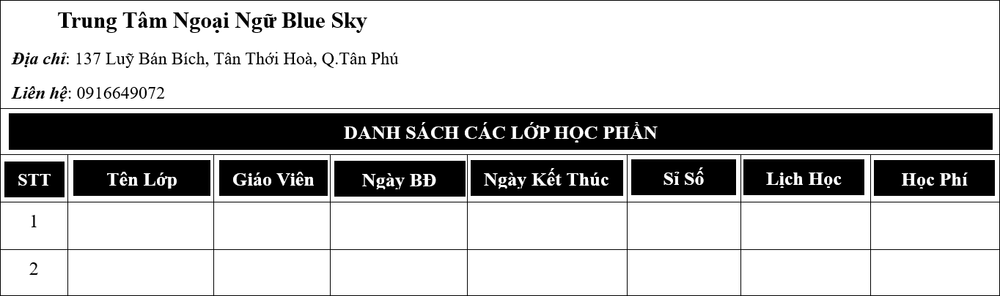 Trung Tâm Ngoại Ngữ Blue Sky
Địa chỉ: 137 Luỹ Bán Bích, Tân Thới Hoà, Q.Tân Phú
Liên hệ: 0916649072
DANH SÁCH CÁC LỚP HỌC PHẦN
STT Tên Lớp Giáo Viên Ngày BĐ Ngày Kết Thúc Sỉ Số Lịch Học Học Phí
1
2